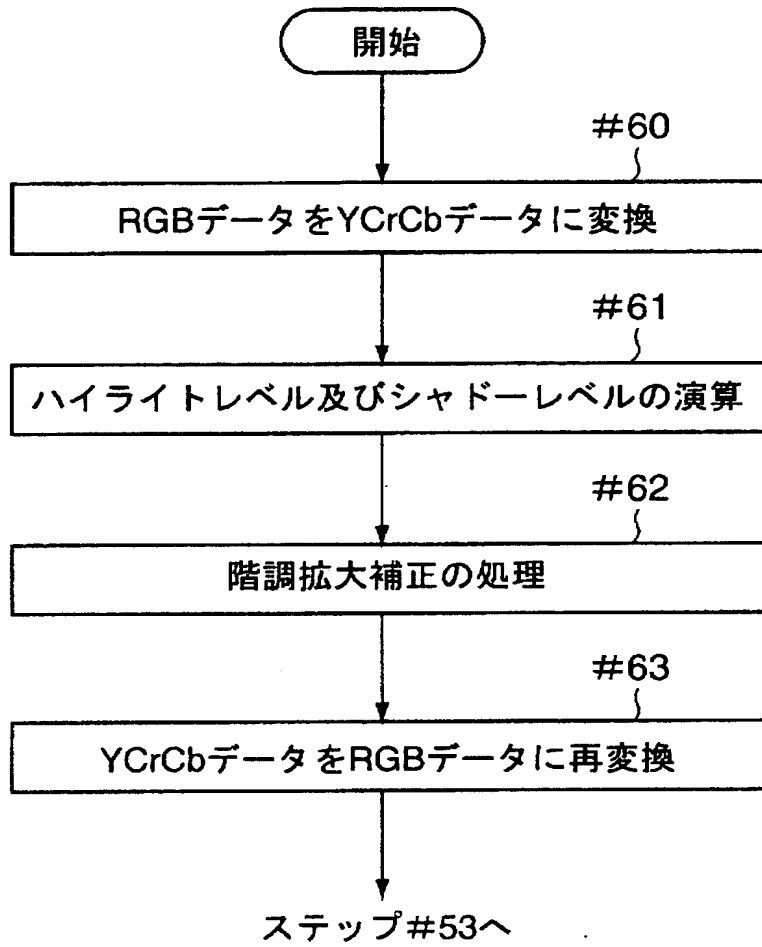 開始
#60
RGBデータをYCrCbデータに変換
#61
ハイライトレベル及びシャドーレベルの演算
#62
階調拡大補正の処理
#63
YCrCbデータをRGBデータに再変換
ステップ#53へ